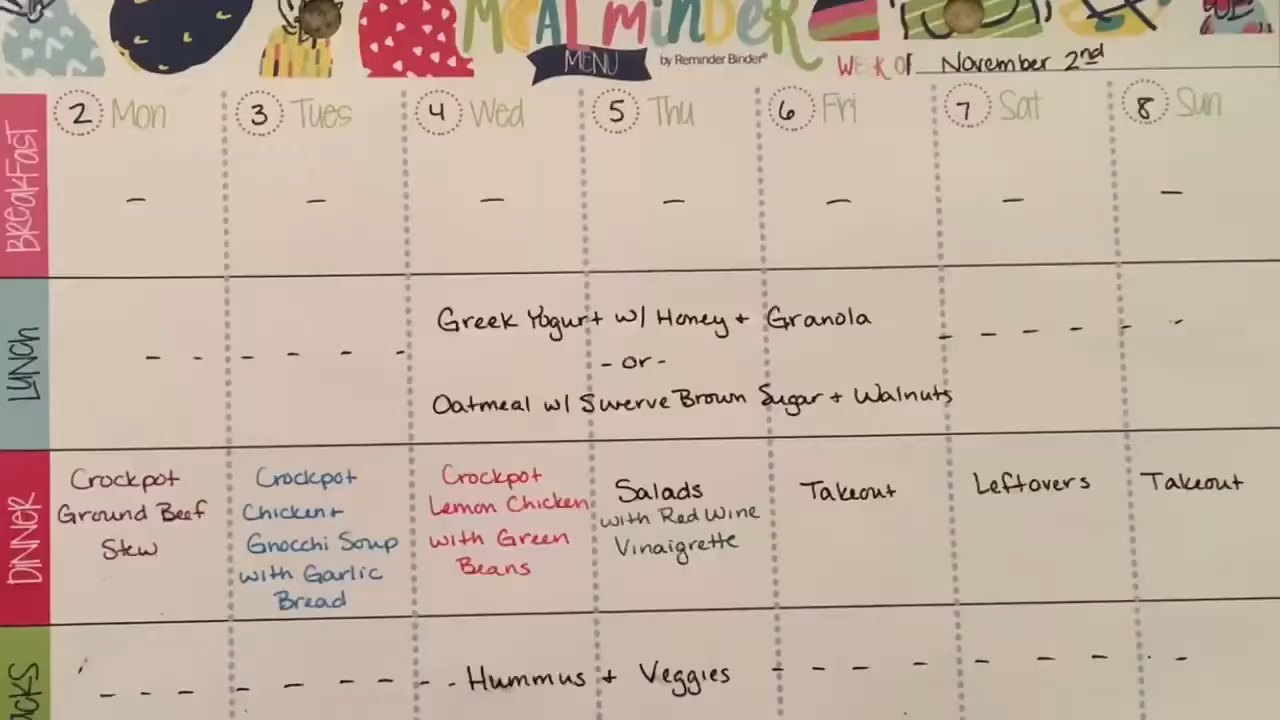 MEAL MINDER
MENU
by Reminder Binder®
WEEK OF November 2nd
2 Mon
3 Tues
4 Wed
5 Thu
6 Fri
7 Sat
8 Sun
BREAKFAST
- - - - - - -
LUNCH
Greek Yogurt w/ Honey + Granola
- or -
Oatmeal w/ Swerve Brown Sugar + Walnuts
DINNER
Crockpot
Ground Beef
Stew
Crockpot
Chicken +
Gnocchi Soup
with Garlic
Bread
Crockpot
Lemon Chicken
with Green
Beans
Salads
with Red Wine
Vinaigrette
Takeout
Leftovers
Takeout
Hummus + Veggies